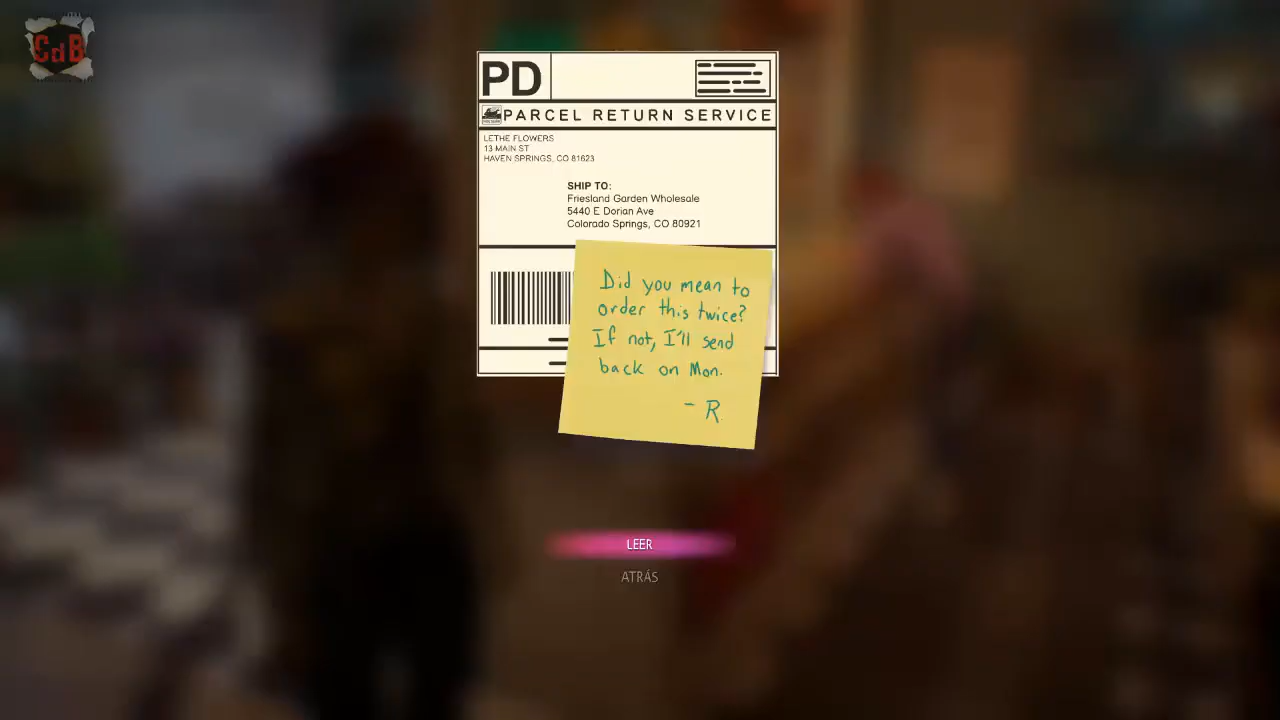 CdB
PD
PARCEL RETURN SERVICE
LETHE FLOWERS
13 MAIN ST
HAVEN SPRINGS, CO 81623
SHIP TO:
Friesland Garden Wholesale
5440 E Dorian Ave
Colorado Springs, CO 80921
Did you mean to
order this twice?
If not, I'll send
back on Mon.
- R.
LEER
ATRÁS